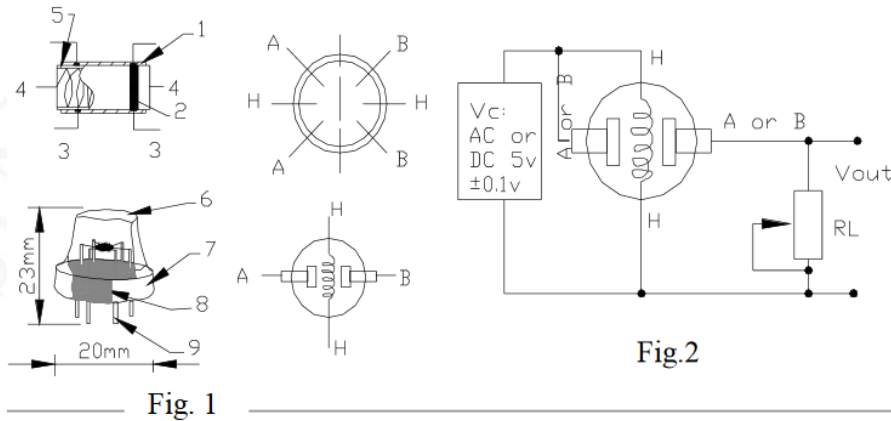 5
1
4
4
2
3
3
A
B
H
H
A
B
6
7
8
9
23mm
20mm
H
A
B
H
Fig. 1
Vc:
AC or
DC 5v
±0.1v
A or B
H
A or B
H
Vout
RL
Fig.2